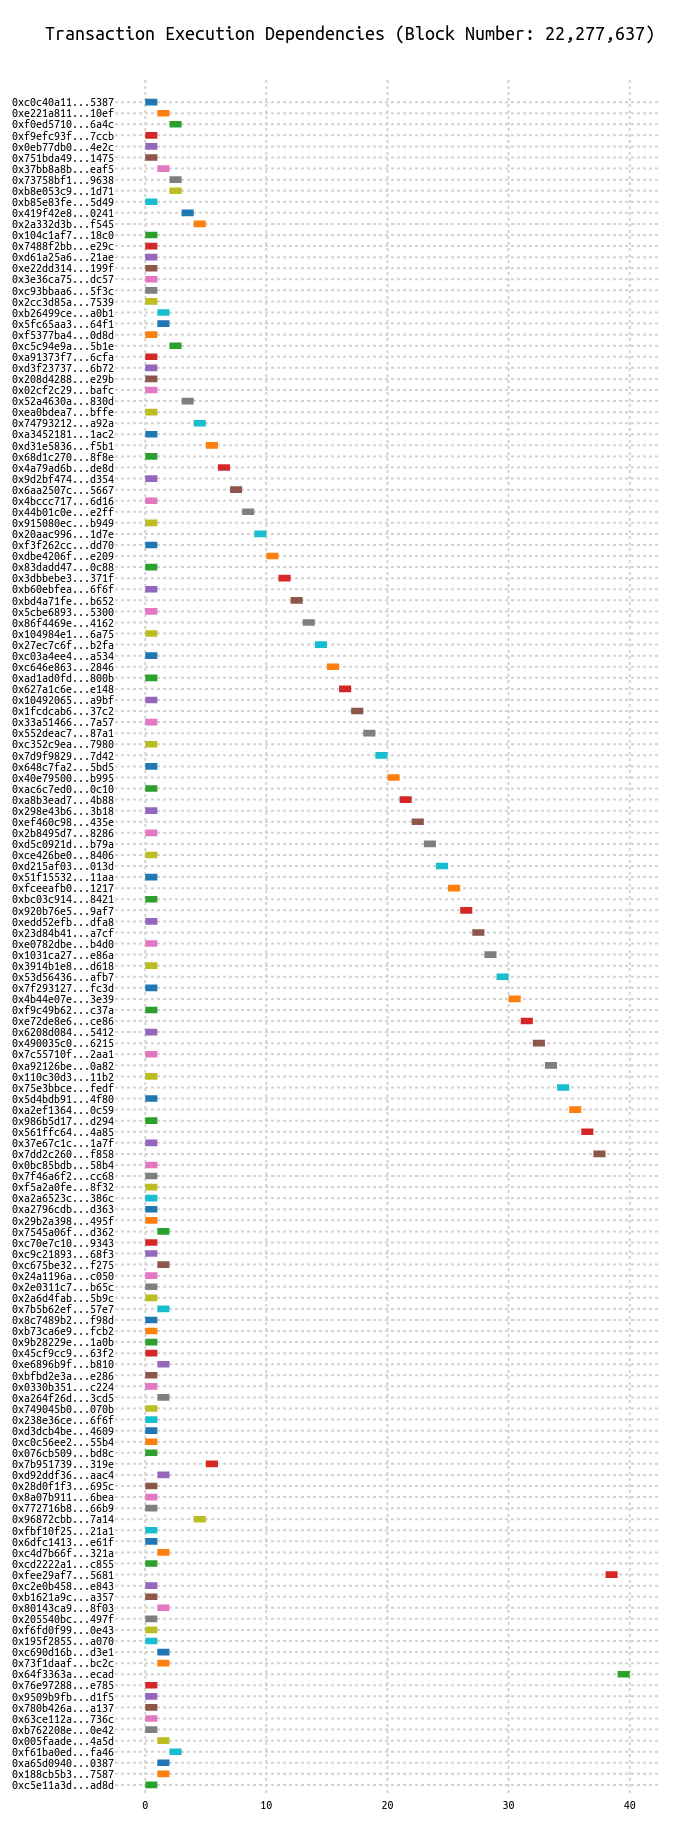 Transaction Execution Dependencies (Block Number: 22,277,637)
0xc0c40a11...5387
0xe221a811...10ef
0xf0ed5710...6a4c
0xf9efc93f...7ccb
0x0eb77db0...4e2c
0x751bda49...1475
0x37bb8a8b...eaf5
0x73758bf1...9638
0xb8e053c9...1d71
0xb85e83fe...5d49
0x419f42e8...0241
0x2a332d3b...f545
0x104c1af7...18c0
0x7488f2bb...e29c
0xd61a25a6...21ae
0xe22dd314...199f
0x3e36ca75...dc57
0xc93bbaa6...5f3c
0x2cc3d85a...7539
0xb26499ce...a0b1
0x5fc65aa3...64f1
0xf5377ba4...0d8d
0xc5c94e9a...5b1e
0xa91373f7...6cfa
0xd3f23737...6b72
0x208d4288...e29b
0x02cf2c29...bafc
0x52a4630a...830d
0xea0bdea7...bffe
0x74793212...a92a
0xa3452181...1ac2
0xd31e5836...f5b1
0x68d1c270...8f8e
0x4a79ad6b...de8d
0x9d2bf474...d354
0x6aa2507c...5667
0x4bccc717...6d16
0x44b01c0e...e2ff
0x915080ec...b949
0x20aac996...1d7e
0xf3f262cc...dd70
0xdbe4206f...e209
0x83dadd47...0c88
0x3dbbebe3...371f
0xb60ebfea...6f6f
0xbd4a71fe...b652
0x5cbe6893...5300
0x86f4469e...4162
0x104984e1...6a75
0x27ec7c6f...b2fa
0xc03a4ee4...a534
0xc646e863...2846
0xad1ad0fd...800b
0x627a1c6e...e148
0x10492065...a9bf
0x1fcdcab6...37c2
0x33a51466...7a57
0x552deac7...87a1
0xc352c9ea...7980
0x7d9f9829...7d42
0x648c7fa2...5bd5
0x40e79500...b995
0xac6c7ed0...0c10
0xa8b3ead7...4b88
0x298e43b6...3b18
0xef460c98...435e
0x2b8495d7...8286
0xd5c0921d...b79a
0xce426be0...8406
0xd215af03...013d
0x51f15532...11aa
0xfceeafb0...1217
0xbc03c914...8421
0x920b76e5...9af7
0xedd52efb...dfa8
0x23d84b41...a7cf
0xe0782dbe...b4d0
0x1031ca27...e86a
0x3914b1e8...d618
0x53d56436...afb7
0x7f293127...fc3d
0x4b44e07e...3e39
0xf9c49b62...c37a
0xe72de8e6...ce86
0x6208d084...5412
0x490035c0...6215
0x7c55710f...2aa1
0xa92126be...0a82
0x110c30d3...11b2
0x75e3bbce...fedf
0x5d4bdb91...4f80
0xa2ef1364...0c59
0x986b5d17...d294
0x561ffc64...4a85
0x37e67c1c...1a7f
0x7dd2c260...f858
0x0bc85bdb...58b4
0x7f46a6f2...cc68
0xf5a2a0fe...8f32
0xa2a6523c...386c
0xa2796cdb...d363
0x29b2a398...495f
0x7545a06f...d362
0xc70e7c10...9343
0xc9c21893...68f3
0xc675be32...f275
0x24a1196a...c050
0x2e0311c7...b65c
0x2a6d4fab...5b9c
0x7b5b62ef...57e7
0x8c7489b2...f98d
0xb73ca6e9...fcb2
0x9b28229e...1a0b
0x45cf9cc9...63f2
0xe6896b9f...b810
0xbfbd2e3a...e286
0x0330b351...c224
0xa264f26d...3cd5
0x749045b0...070b
0x238e36ce...6f6f
0xd3dcb4be...4609
0xc0c56ee2...55b4
0x076cb509...bd8c
0x7b951739...319e
0xd92ddf36...aac4
0x28d0f1f3...695c
0x8a07b911...6bea
0x772716b8...66b9
0x96872cbb...7a14
0xfbf10f25...21a1
0x6dfc1413...e61f
0xc4d7b66f...321a
0xcd2222a1...c855
0xfee29af7...5681
0xc2e0b458...e843
0xb1621a9c...a357
0x80143ca9...8f03
0x205540bc...497f
0xf6fd0f99...0e43
0x195f2855...a070
0xc690d16b...d3e1
0x73f1daaf...bc2c
0x64f3363a...ecad
0x76e97288...e785
0x9509b9fb...d1f5
0x780b426a...a137
0x63ce112a...736c
0xb762208e...0e42
0x005faade...4a5d
0xf61ba0ed...fa46
0xa65d0940...0387
0x188cb5b3...7587
0xc5e11a3d...ad8d
0 10 20 30 40